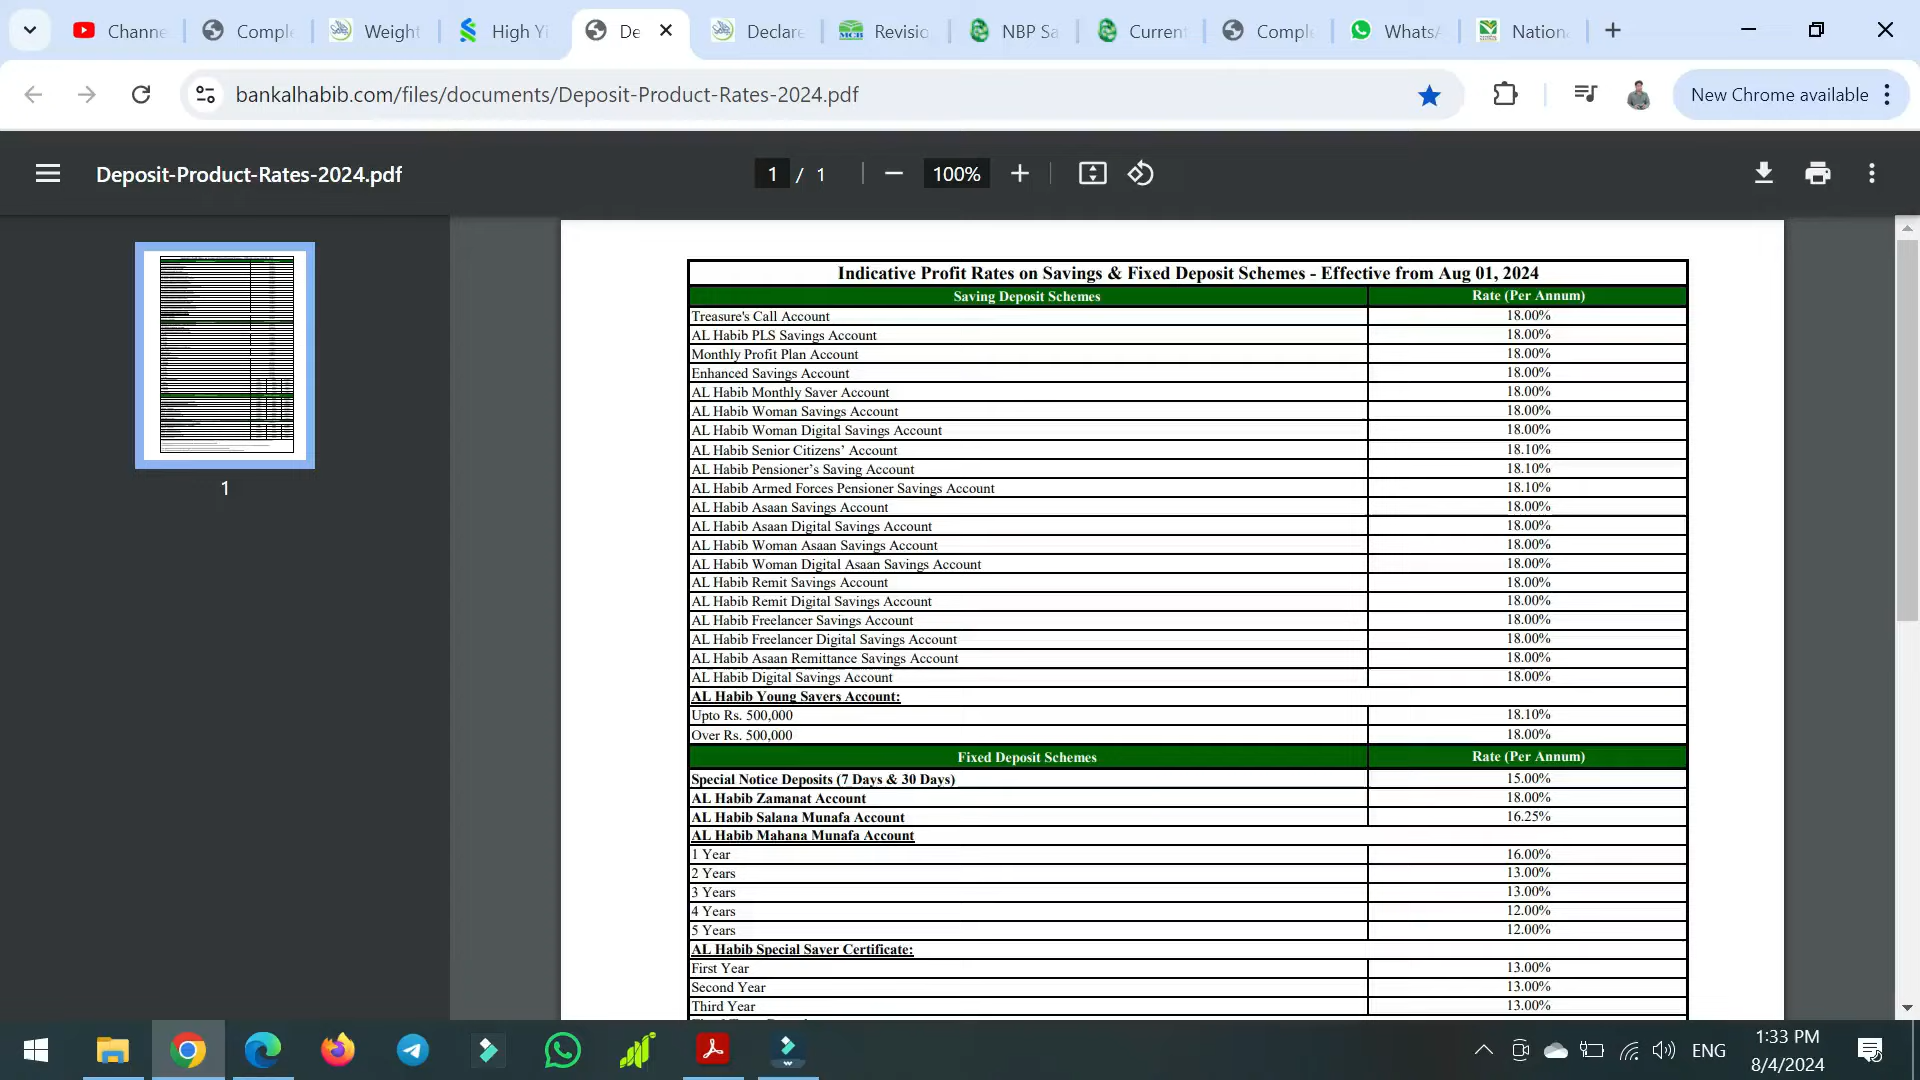 Channe
Compl
Weight
High Yi
De
Declare
Revisio
NBP Sa
Current
Compl
WhatsA
Nation
bankalhabib.com/files/documents/Deposit-Product-Rates-2024.pdf
New Chrome available
Deposit-Product-Rates-2024.pdf
1 / 1
100%
1
Indicative Profit Rates on Savings & Fixed Deposit Schemes - Effective from Aug 01, 2024
Saving Deposit Schemes Rate (Per Annum)
Treasure's Call Account 18.00%
AL Habib PLS Savings Account 18.00%
Monthly Profit Plan Account 18.00%
Enhanced Savings Account 18.00%
AL Habib Monthly Saver Account 18.00%
AL Habib Woman Savings Account 18.00%
AL Habib Woman Digital Savings Account 18.00%
AL Habib Senior Citizens’ Account 18.10%
AL Habib Pensioner’s Saving Account 18.10%
AL Habib Armed Forces Pensioner Savings Account 18.10%
AL Habib Asaan Savings Account 18.00%
AL Habib Asaan Digital Savings Account 18.00%
AL Habib Woman Asaan Savings Account 18.00%
AL Habib Woman Digital Asaan Savings Account 18.00%
AL Habib Remit Savings Account 18.00%
AL Habib Remit Digital Savings Account 18.00%
AL Habib Freelancer Savings Account 18.00%
AL Habib Freelancer Digital Savings Account 18.00%
AL Habib Asaan Remittance Savings Account 18.00%
AL Habib Digital Savings Account 18.00%
AL Habib Young Savers Account:
Upto Rs. 500,000 18.10%
Over Rs. 500,000 18.00%
Fixed Deposit Schemes Rate (Per Annum)
Special Notice Deposits (7 Days & 30 Days) 15.00%
AL Habib Zamanat Account 18.00%
AL Habib Salana Munafa Account 16.25%
AL Habib Mahana Munafa Account
1 Year 16.00%
2 Years 13.00%
3 Years 13.00%
4 Years 12.00%
5 Years 12.00%
AL Habib Special Saver Certificate:
First Year 13.00%
Second Year 13.00%
Third Year 13.00%
ENG
1:33 PM
8/4/2024